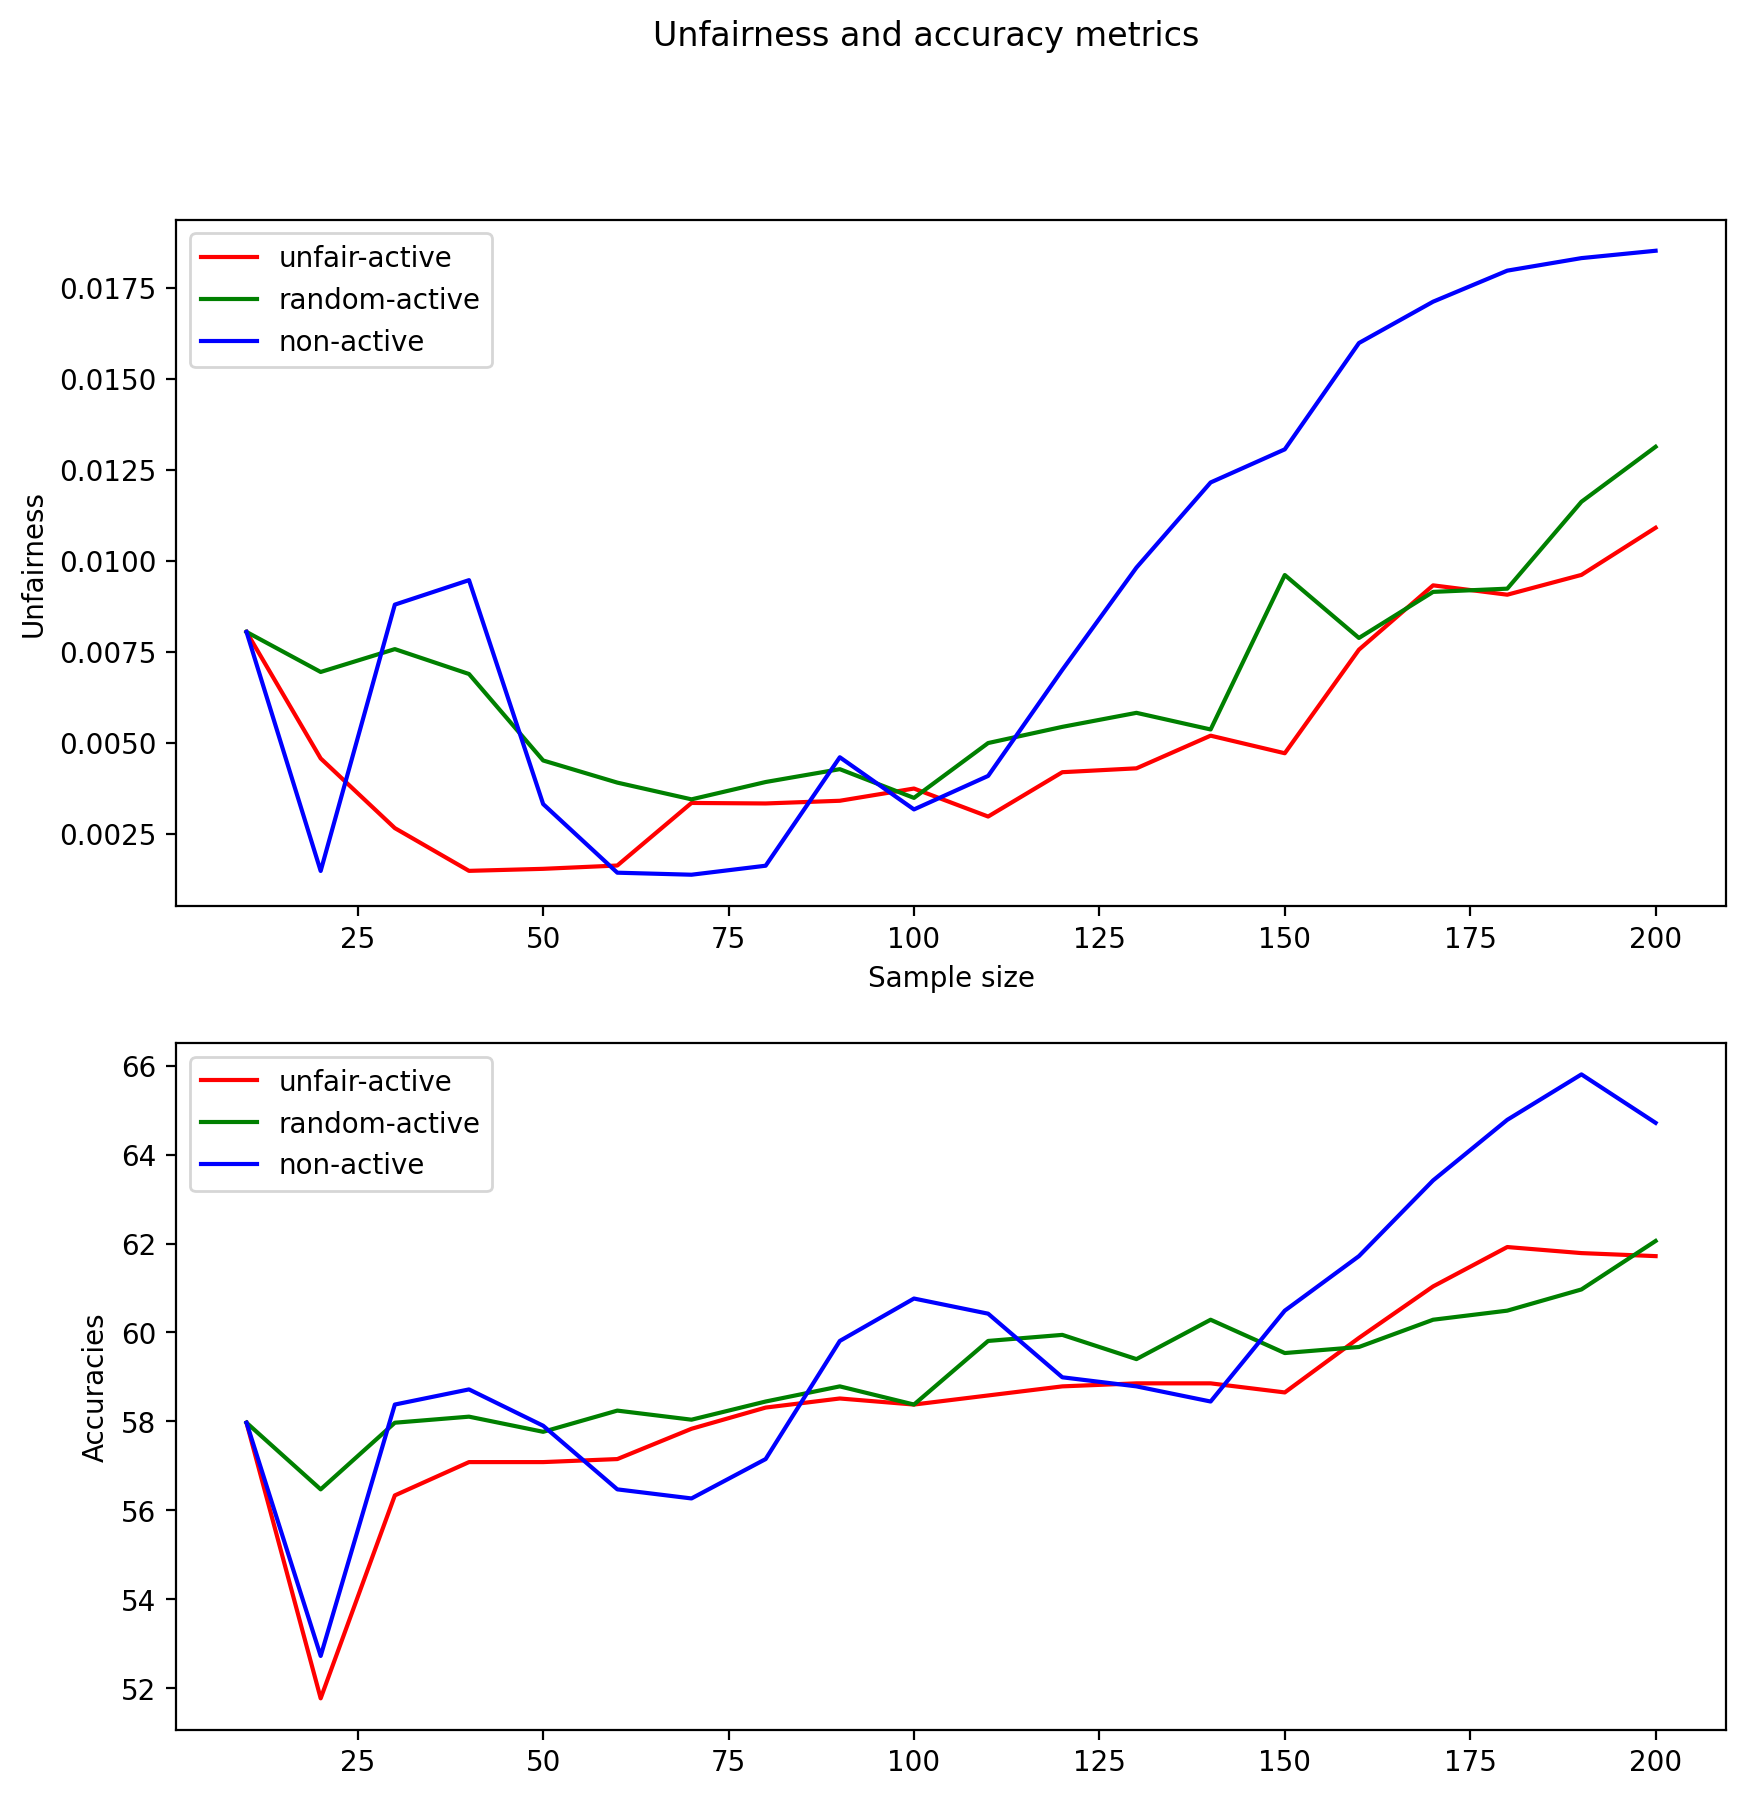 Unfairness and accuracy metrics
unfair-active
random-active
non-active
0.0175
0.0150
0.0125
0.0100
0.0075
0.0050
0.0025
Unfairness
25 50 75 100 125 150 175 200
Sample size
unfair-active
random-active
non-active
66
64
62
60
58
56
54
52
Accuracies
25 50 75 100 125 150 175 200